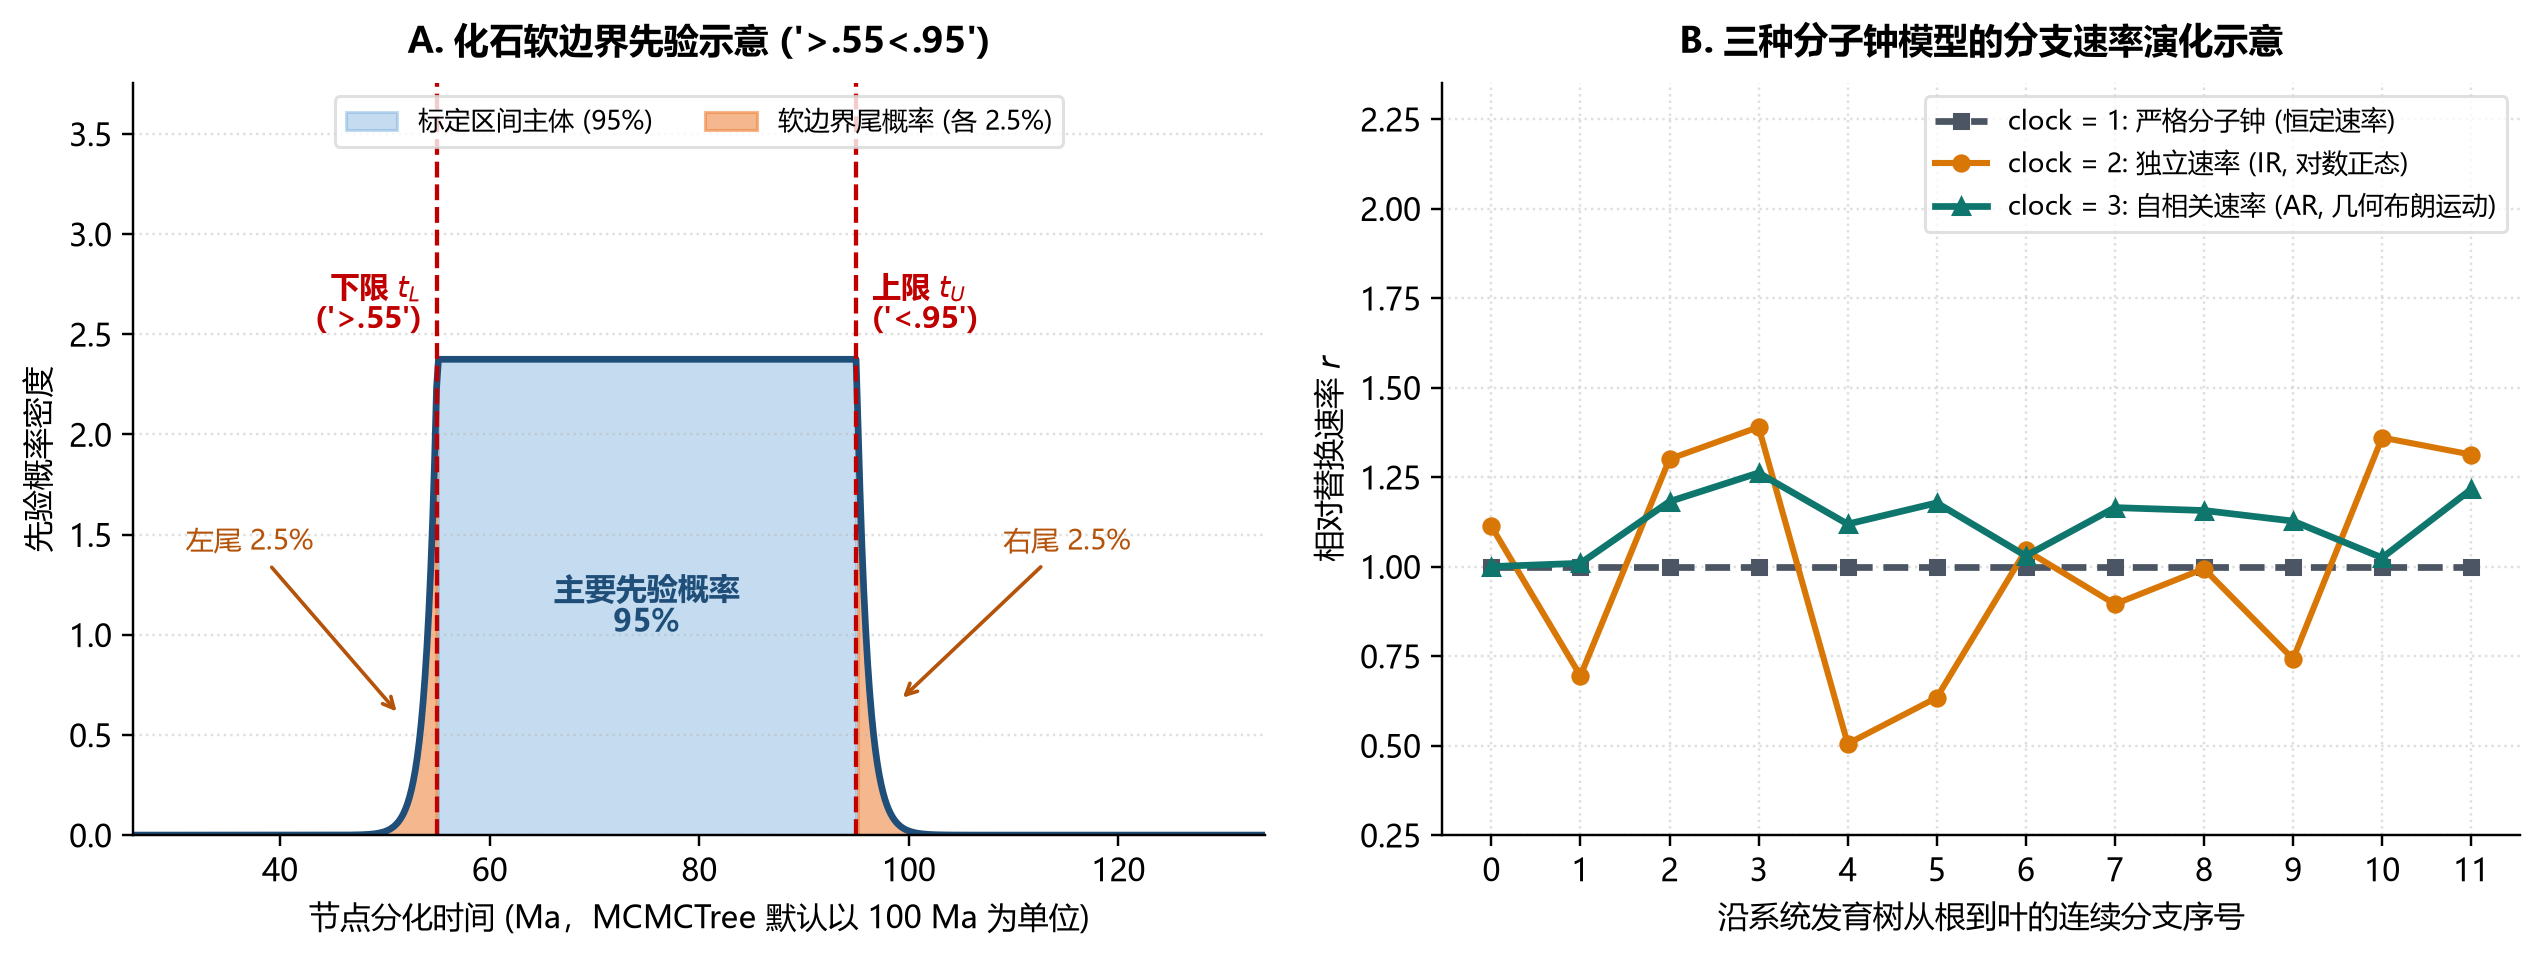 A. 化石软边界先验示意 ('>.55<.95')
标定区间主体 (95%)
软边界尾概率 (各 2.5%)
3.5
3.0
2.5
2.0
1.5
1.0
0.5
0.0
先验概率密度
下限 tL
('>.55')
上限 tU
('<.95')
左尾 2.5%
右尾 2.5%
主要先验概率
95%
40
60
80
100
120
节点分化时间 (Ma，MCMCTree 默认以 100 Ma 为单位)
B. 三种分子钟模型的分支速率演化示意
clock = 1: 严格分子钟 (恒定速率)
clock = 2: 独立速率 (IR, 对数正态)
clock = 3: 自相关速率 (AR, 几何布朗运动)
2.25
2.00
1.75
1.50
1.25
1.00
0.75
0.50
0.25
相对替换速率 r
0
1
2
3
4
5
6
7
8
9
10
11
沿系统发育树从根到叶的连续分支序号